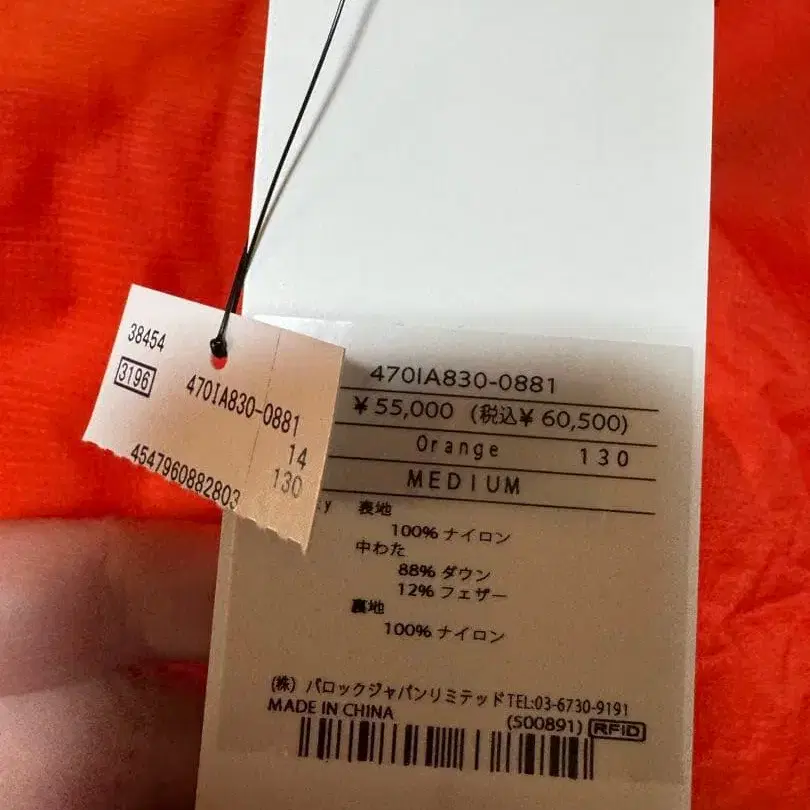 38454
3196
470IA830-0881
14
4547960882803
130
470IA830-0881
¥55,000 (税込¥ 60,500)
Orange 130
MEDIUM
表地
100% ナイロン
中わた
88% ダウン
12% フェザー
裏地
100% ナイロン
(株) バロックジャパンリミテッドTEL:03-6730-9191
MADE IN CHINA
(S00891) RFID